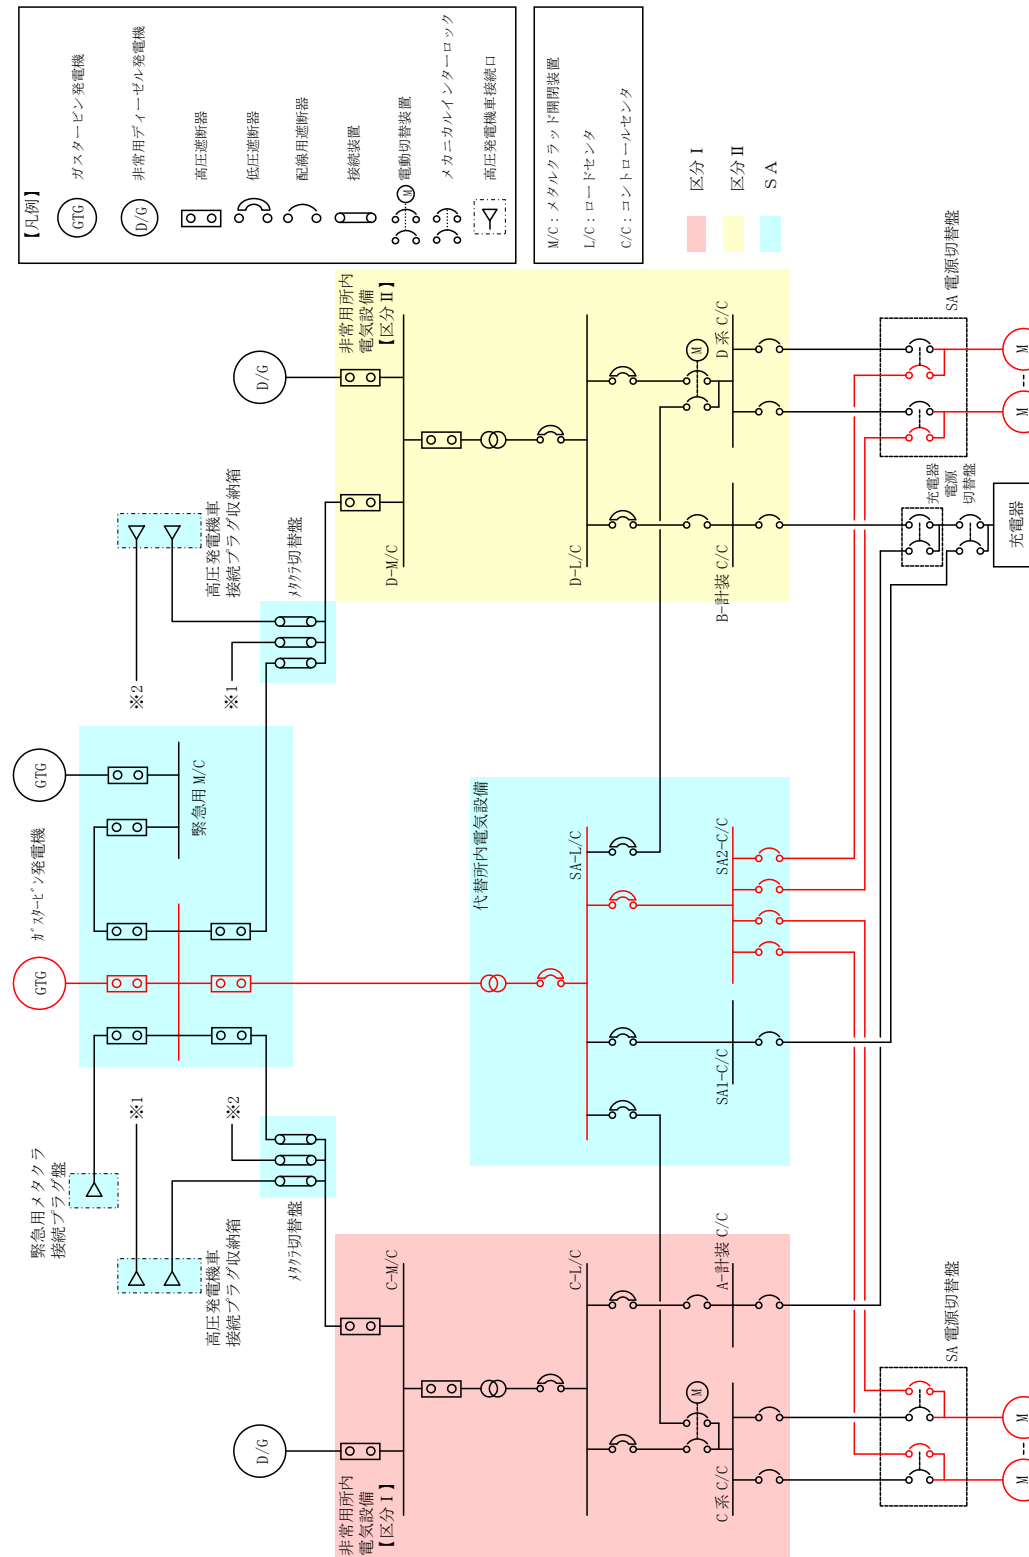 【凡例】
GTG
ガスタービン発電機
D/G
非常用ディーゼル発電機
高圧遮断器
低圧遮断器
配線用遮断器
接続装置
M
電動切替装置
メカニカルインターロック
高圧発電機車接続口
M/C：メタルクラッド開閉装置
L/C：ロードセンタ
C/C：コントロールセンタ
区分Ⅰ
区分Ⅱ
ＳＡ
緊急用メタクラ
接続プラグ盤
GTG
ｶﾞｽﾀｰﾋﾞﾝ発電機
GTG
緊急用 M/C
※1
※2
高圧発電機車
接続プラグ収納箱
ﾒﾀｸﾗ切替盤
※2
※1
高圧発電機車
接続プラグ収納箱
ﾒﾀｸﾗ切替盤
D/G
非常用所内
電気設備
【区分Ⅰ】
C-M/C
C-L/C
M
C 系 C/C
A-計装 C/C
代替所内電気設備
SA-L/C
SA1-C/C
SA2-C/C
D/G
非常用所内
電気設備
【区分Ⅱ】
D-M/C
D-L/C
M
B-計装 C/C
D 系 C/C
SA 電源切替盤
M
M
充電器
電源
切替盤
充電器
SA 電源切替盤
M
M